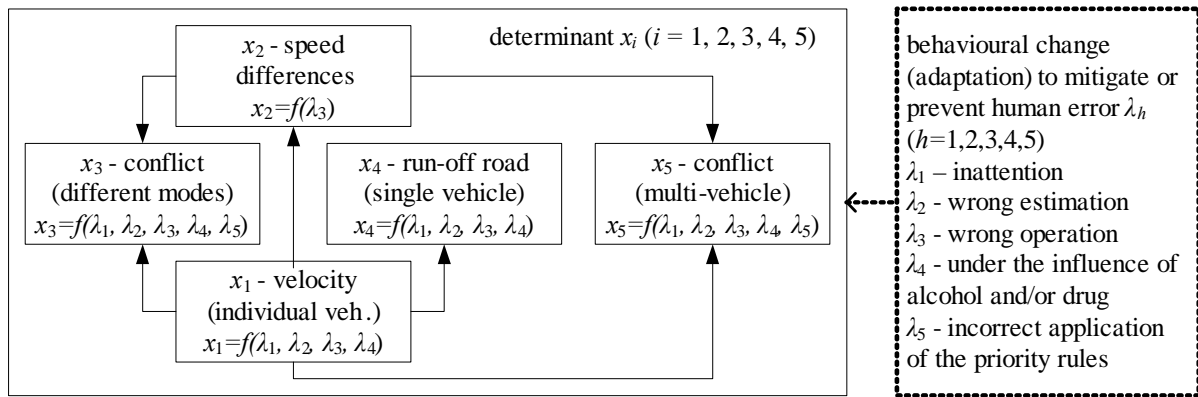 x₂ - speed
differences
x₂=f(λ₃)
determinant xᵢ (i = 1, 2, 3, 4, 5)
x₃ - conflict
(different modes)
x₃=f(λ₁, λ₂, λ₃, λ₄, λ₅)
x₄ - run-off road
(single vehicle)
x₄=f(λ₁, λ₂, λ₃, λ₄)
x₅ - conflict
(multi-vehicle)
x₅=f(λ₁, λ₂, λ₃, λ₄, λ₅)
x₁ - velocity
(individual veh.)
x₁=f(λ₁, λ₂, λ₃, λ₄)
behavioural change
(adaptation) to mitigate or
prevent human error λₕ
(h=1,2,3,4,5)
λ₁ – inattention
λ₂ - wrong estimation
λ₃ - wrong operation
λ₄ - under the influence of
alcohol and/or drug
λ₅ - incorrect application
of the priority rules